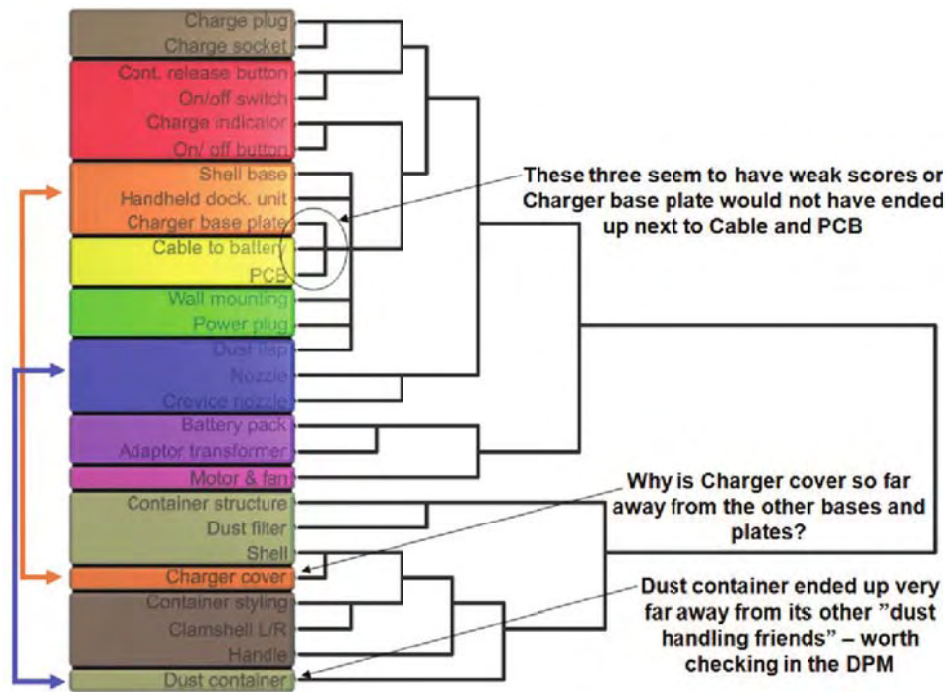 Charge plug
Charge socket
Cont. release button
On/off switch
Charge indicator
On/ off button
Shell base
Handheld dock. unit
Charger base plate
Cable to battery
PCB
Wall mounting
Power plug
Dust flap
Nozzle
Crevice nozzle
Battery pack
Adaptor transformer
Motor & fan
Container structure
Dust filter
Shell
Charger cover
Container styling
Clamshell L/R
Handle
Dust container
These three seem to have weak scores or
Charger base plate would not have ended
up next to Cable and PCB
Why is Charger cover so far
away from the other bases and
plates?
Dust container ended up very
far away from its other ”dust
handling friends” – worth
checking in the DPM